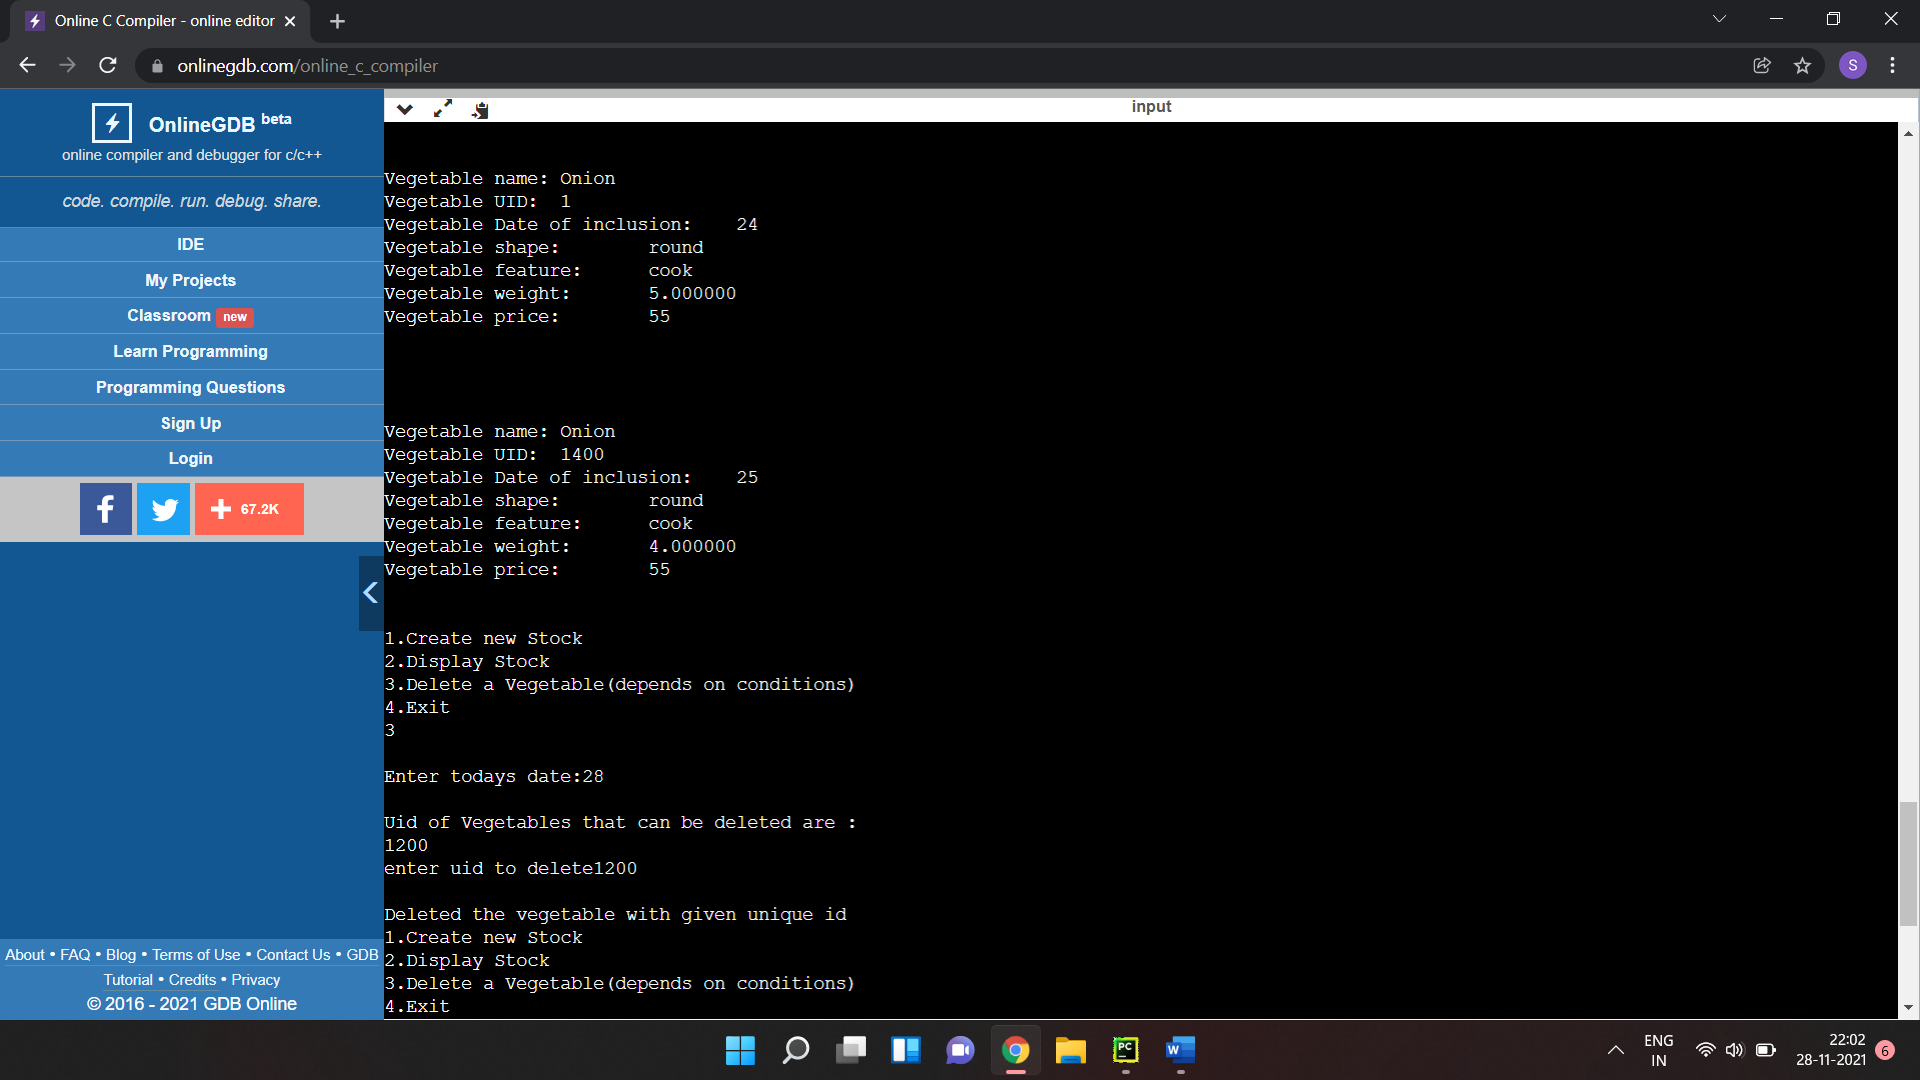 Online C Compiler - online editor
onlinegdb.com/online_c_compiler
S
OnlineGDB beta
online compiler and debugger for c/c++
code. compile. run. debug. share.
IDE
My Projects
Classroom new
Learn Programming
Programming Questions
Sign Up
Login
f
67.2K
About • FAQ • Blog • Terms of Use • Contact Us • GDB
Tutorial • Credits • Privacy
© 2016 - 2021 GDB Online
input
Vegetable name: Onion
Vegetable UID: 1
Vegetable Date of inclusion: 24
Vegetable shape: round
Vegetable feature: cook
Vegetable weight: 5.000000
Vegetable price: 55
Vegetable name: Onion
Vegetable UID: 1400
Vegetable Date of inclusion: 25
Vegetable shape: round
Vegetable feature: cook
Vegetable weight: 4.000000
Vegetable price: 55
1.Create new Stock
2.Display Stock
3.Delete a Vegetable(depends on conditions)
4.Exit
3
Enter todays date:28
Uid of Vegetables that can be deleted are :
1200
enter uid to delete1200
Deleted the vegetable with given unique id
1.Create new Stock
2.Display Stock
3.Delete a Vegetable(depends on conditions)
4.Exit
PC
W
ENG
IN
22:02
28-11-2021
6